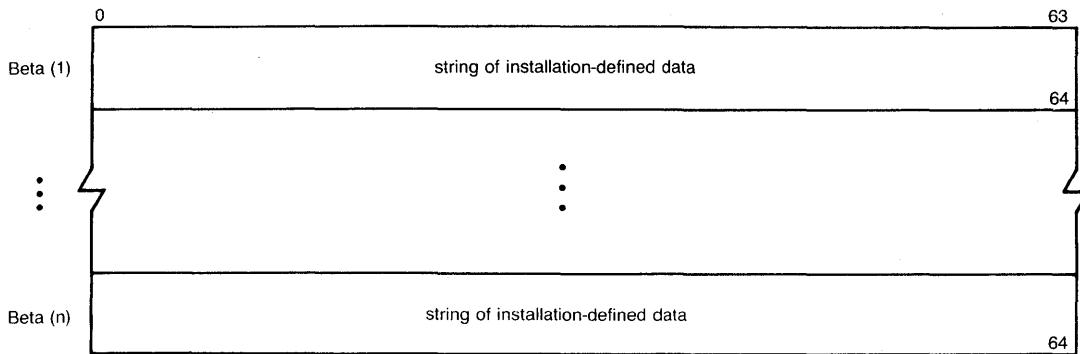 0 63
Beta (1) string of installation-defined data
64
Beta (n) string of installation-defined data
64